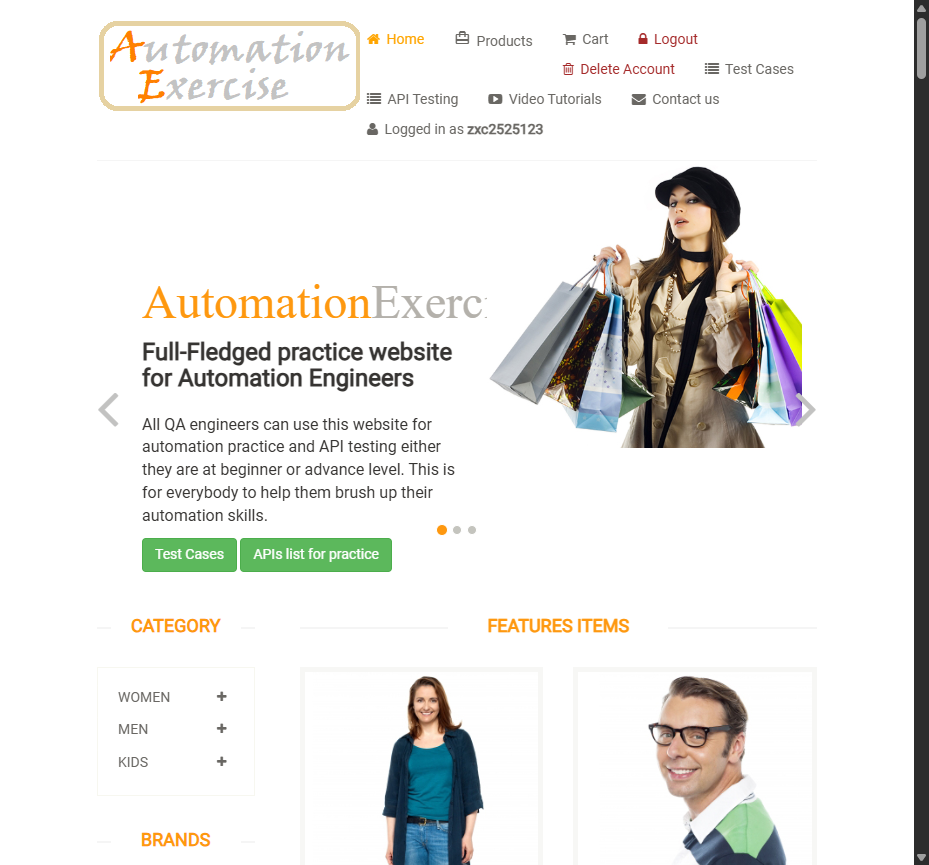 Automation
Exercise
Home Products Cart Logout
Delete Account Test Cases
API Testing Video Tutorials Contact us
Logged in as zxc2525123
AutomationExerci
Full-Fledged practice website
for Automation Engineers
All QA engineers can use this website for
automation practice and API testing either
they are at beginner or advance level. This is
for everybody to help them brush up their
automation skills.
Test Cases APIs list for practice
CATEGORY
FEATURES ITEMS
WOMEN
MEN
KIDS
BRANDS